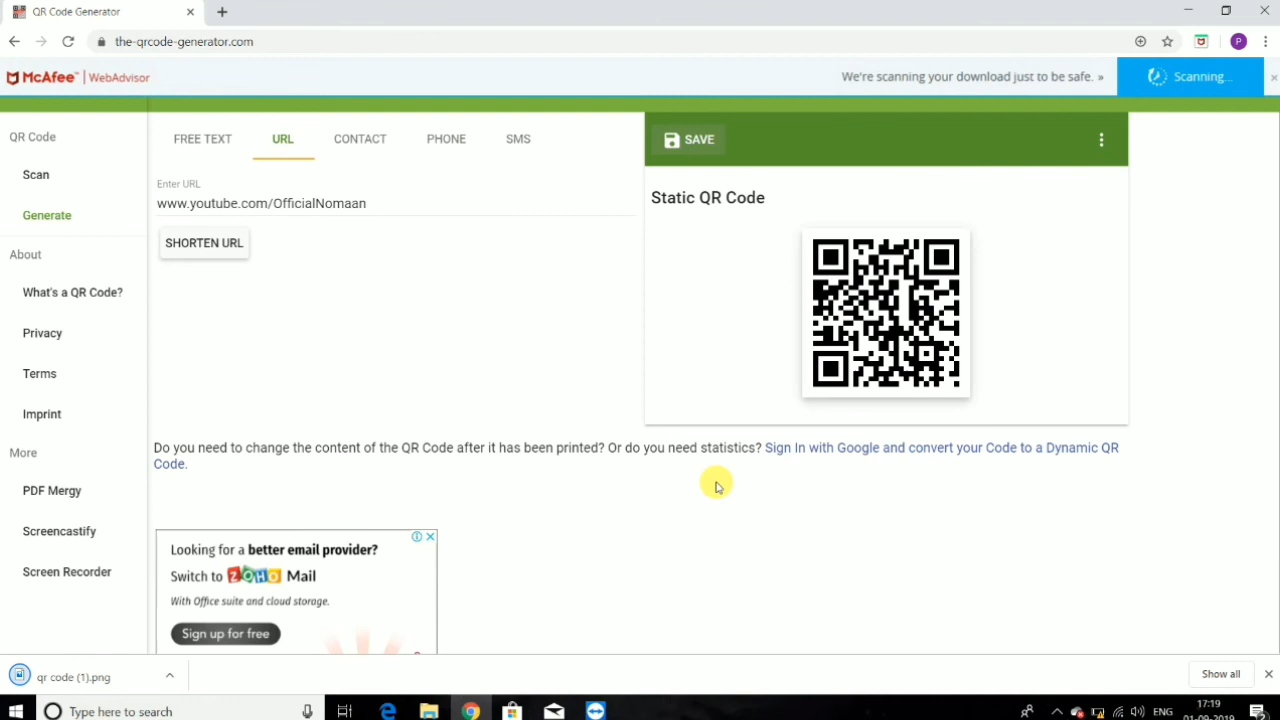 QR Code Generator
the-qrcode-generator.com
P
McAfee™ | WebAdvisor
We're scanning your download just to be safe. »
Scanning...
QR Code
Scan
Generate
About
What's a QR Code?
Privacy
Terms
Imprint
More
PDF Mergy
Screencastify
Screen Recorder
FREE TEXT
URL
CONTACT
PHONE
SMS
Enter URL
www.youtube.com/OfficialNomaan
SHORTEN URL
SAVE
Static QR Code
Do you need to change the content of the QR Code after it has been printed? Or do you need statistics? Sign In with Google and convert your Code to a Dynamic QR
Code.
Looking for a better email provider?
Switch to ZOHO Mail
With Office suite and cloud storage.
Sign up for free
qr code (1).png
Show all
Type here to search
ENG
17:19
01-09-2019